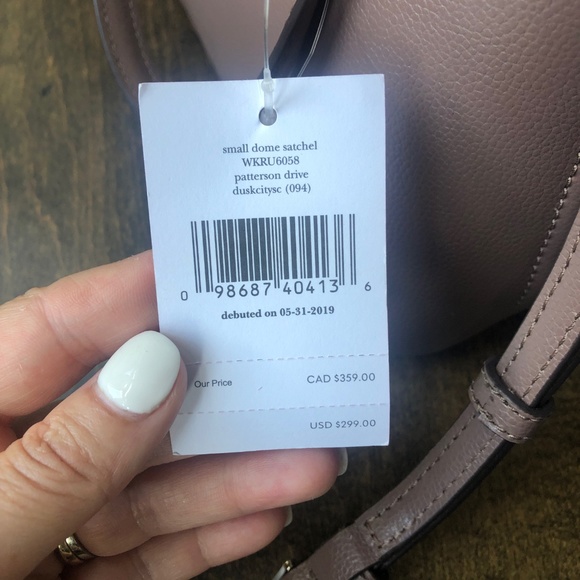 small dome satchel
WKRU6058
patterson drive
duskcitysc (094)
0 98687 40413 6
debuted on 05-31-2019
Our Price CAD $359.00
USD $299.00